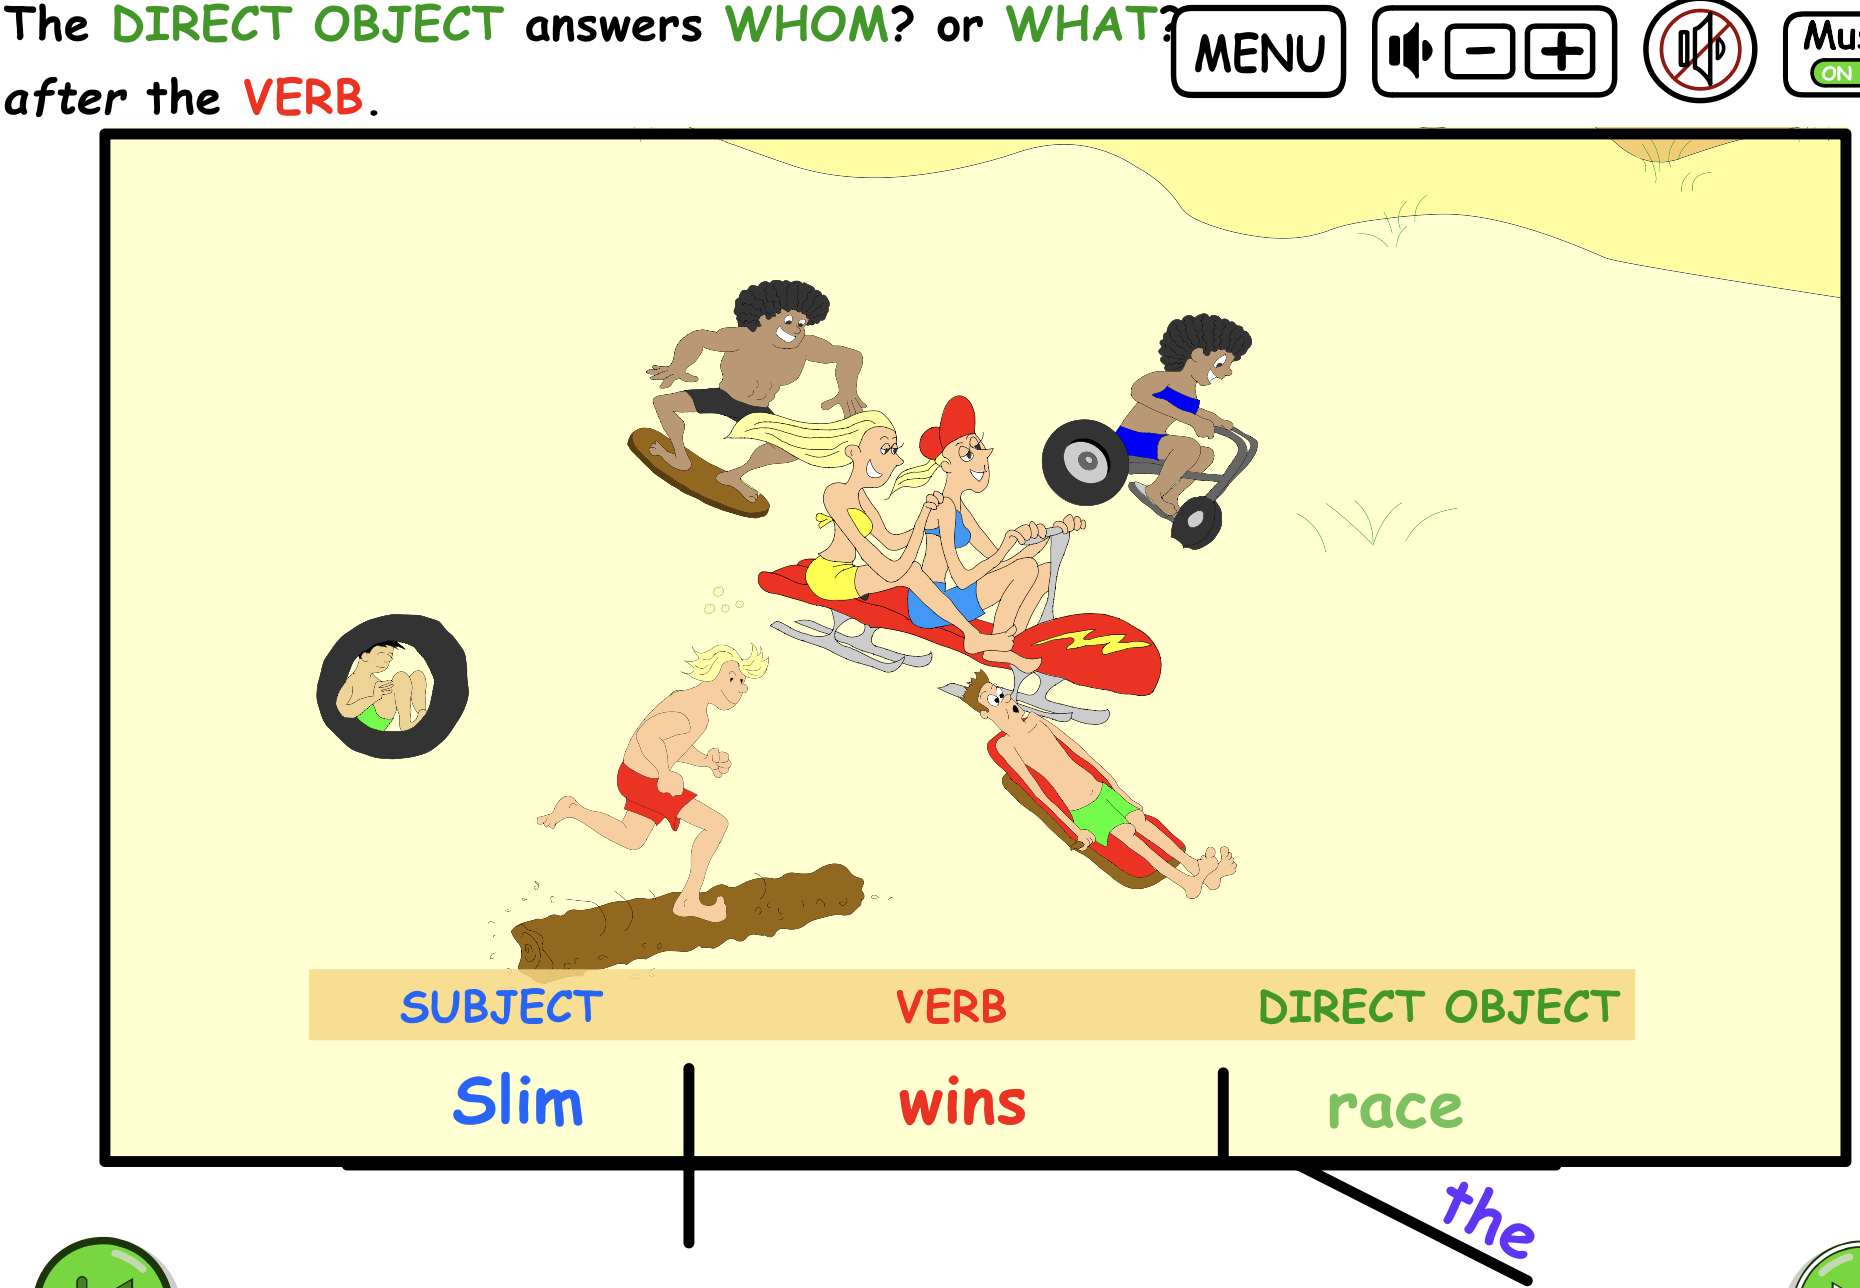 The DIRECT OBJECT answers WHOM? or WHAT?
after the VERB.
MENU
- +
ON
SUBJECT VERB DIRECT OBJECT
Slim wins race
the